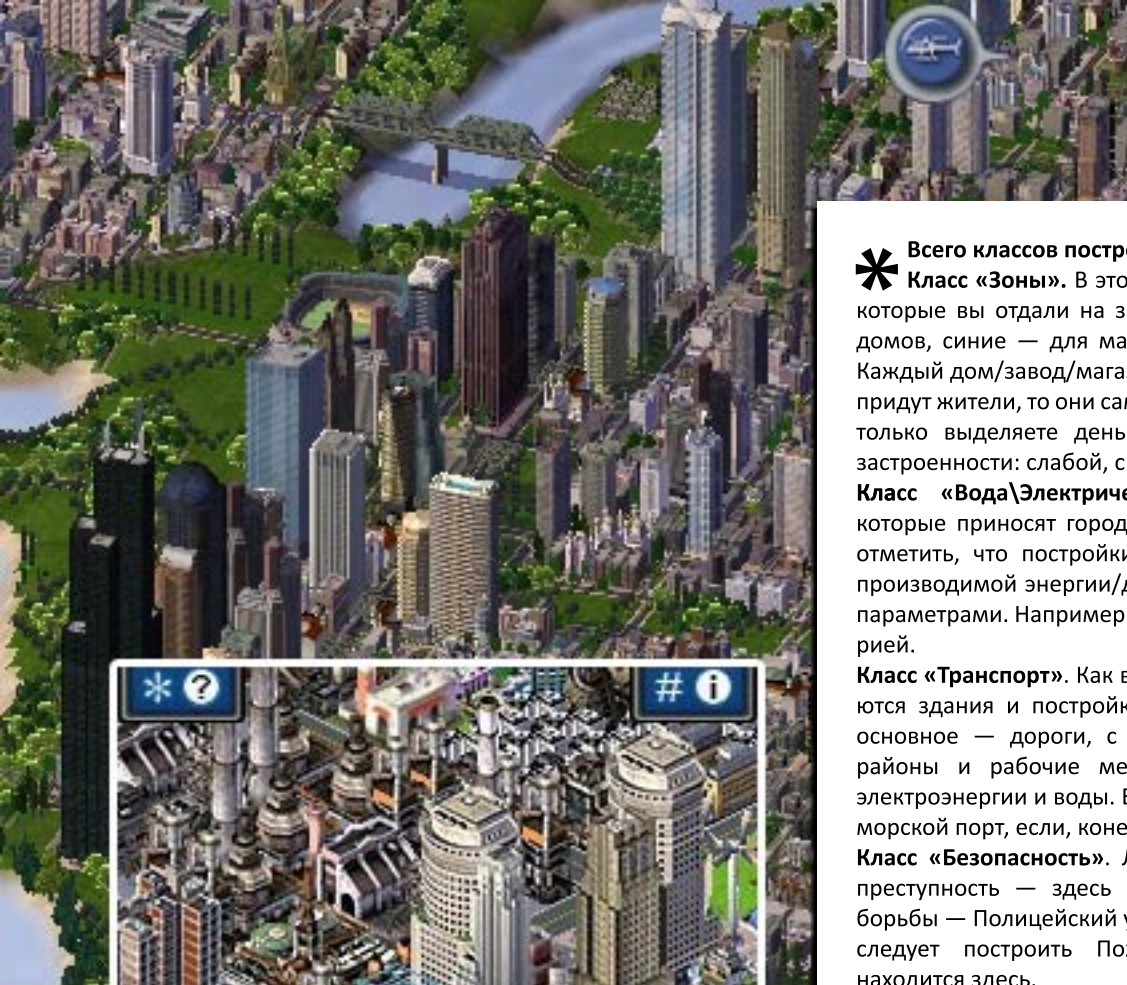 * ?
# i
* Всего классов постр
Класс «Зоны». В это
которые вы отдали на з
домов, синие — для ма
Каждый дом/завод/мага
придут жители, то они са
только выделяете день
застроенности: слабой, с
Класс «Вода\Электриче
которые приносят город
отметить, что постройки
производимой энергии/д
параметрами. Например
рией.
Класс «Транспорт». Как в
ются здания и построй
основное — дороги, с
районы и рабочие ме
электроэнергии и воды. В
морской порт, если, коне
Класс «Безопасность». Л
преступность — здесь
борьбы — Полицейский у
следует построить По
находится здесь.